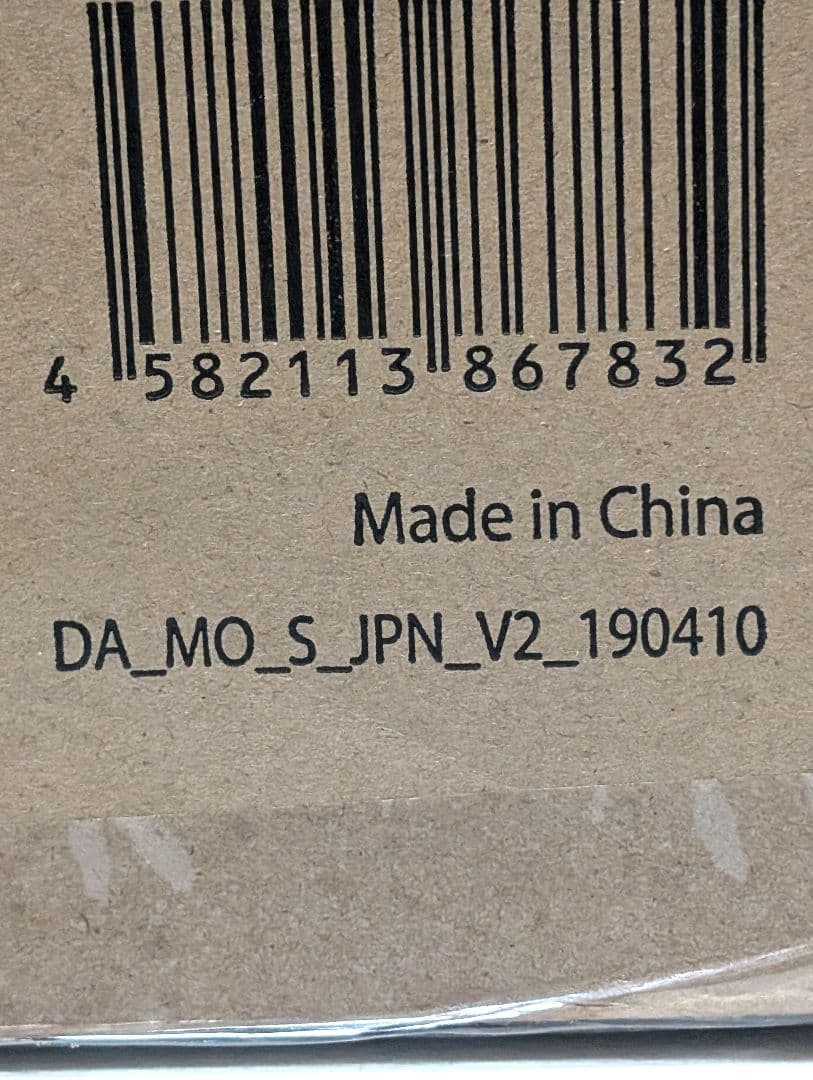 4 582113 867832
Made in China
DA_MO_S_JPN_V2_190410